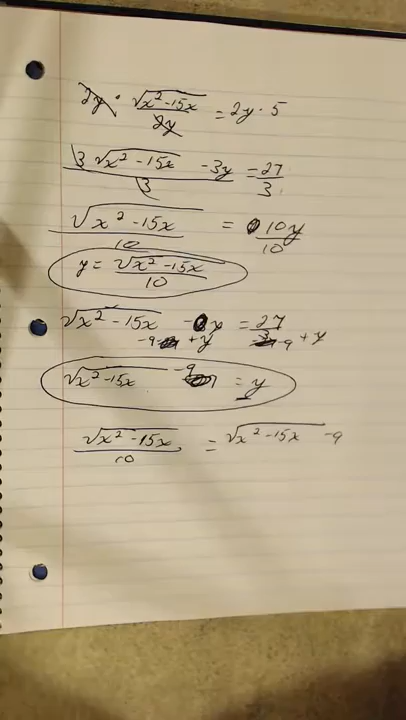 2y · √(x² - 15x) / 2y = 2y · 5
3 √(x² - 15x) - 3y / 3 = 27 / 3
√(x² - 15x) / 10 = 10y / 10
y = √(x² - 15x) / 10
√(x² - 15x) - y = 27 / 3
-9 + y -9 + y
√(x² - 15x) - 9 = y
√(x² - 15x) / 10 = √(x² - 15x) - 9